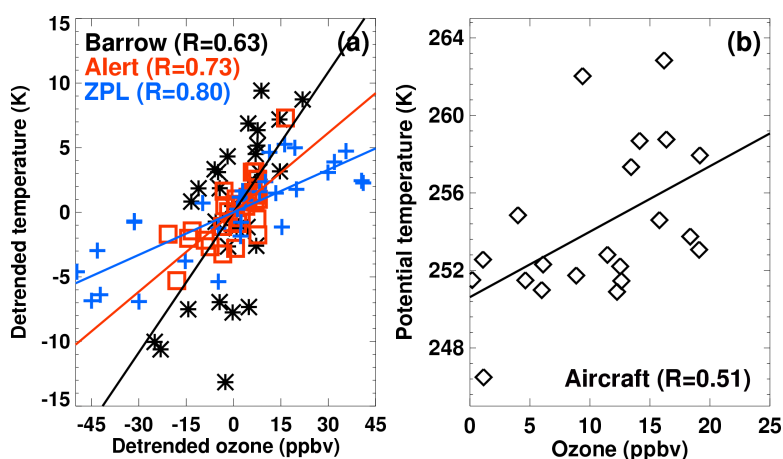 Barrow (R=0.63)
(a)
Alert (R=0.73)
ZPL (R=0.80)
15
10
5
0
-5
-10
-15
Detrended temperature (K)
-45 -30 -15 0 15 30 45
Detrended ozone (ppbv)
(b)
264
260
256
252
248
Potential temperature (K)
Aircraft (R=0.51)
0 5 10 15 20 25
Ozone (ppbv)